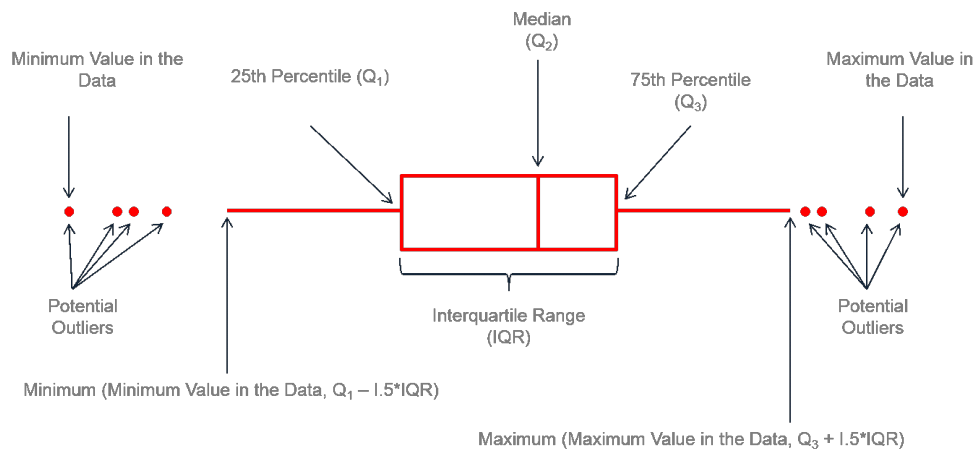 Median
(Q₂)
Minimum Value in the
Data
25th Percentile (Q₁)
75th Percentile
(Q₃)
Maximum Value in
the Data
Potential
Outliers
Interquartile Range
(IQR)
Potential
Outliers
Minimum (Minimum Value in the Data, Q₁ – I.5*IQR)
Maximum (Maximum Value in the Data, Q₃ + I.5*IQR)